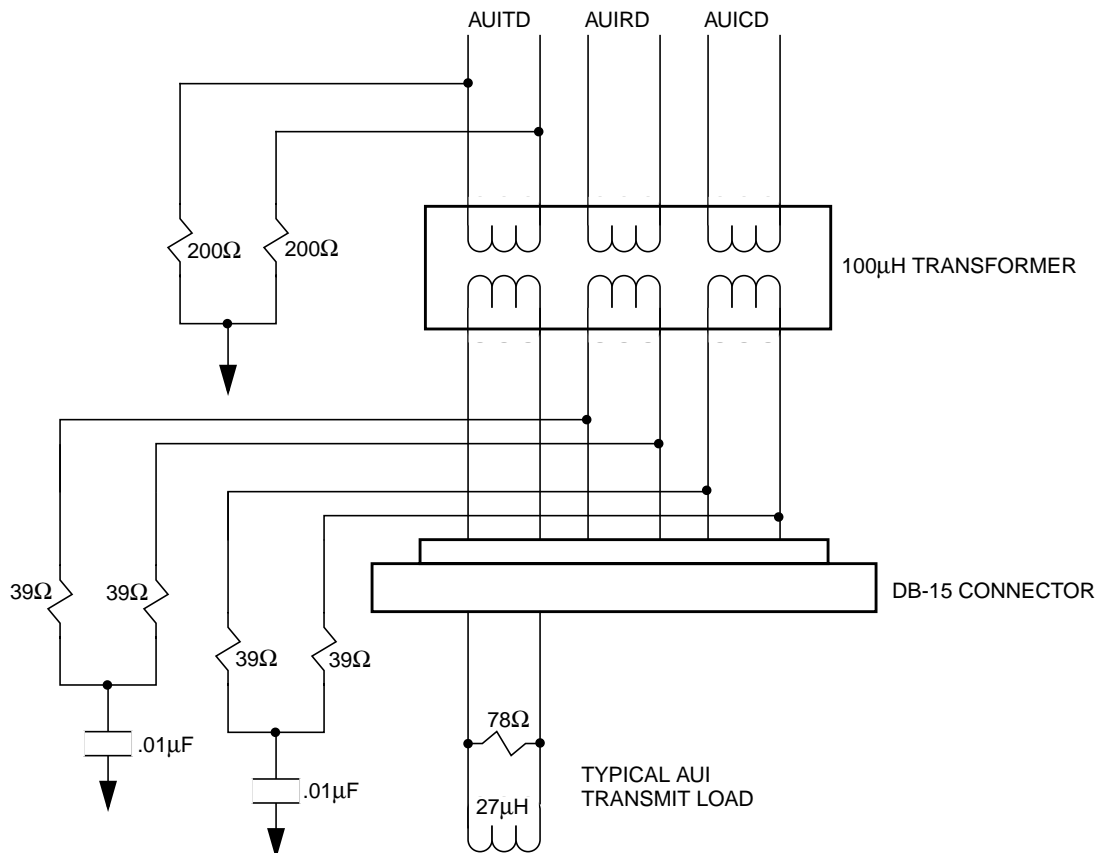 AUITD AUIRD AUICD
200Ω 200Ω
100µH TRANSFORMER
39Ω 39Ω
DB-15 CONNECTOR
39Ω 39Ω
78Ω
.01µF
.01µF
TYPICAL AUI
TRANSMIT LOAD
27µH